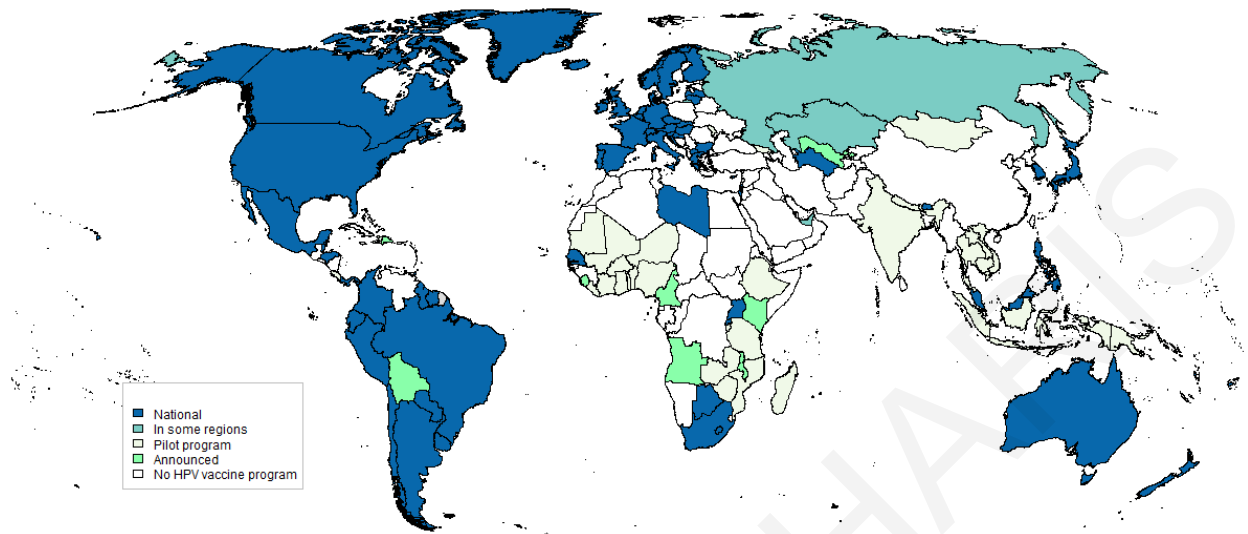 National
In some regions
Pilot program
Announced
No HPV vaccine program